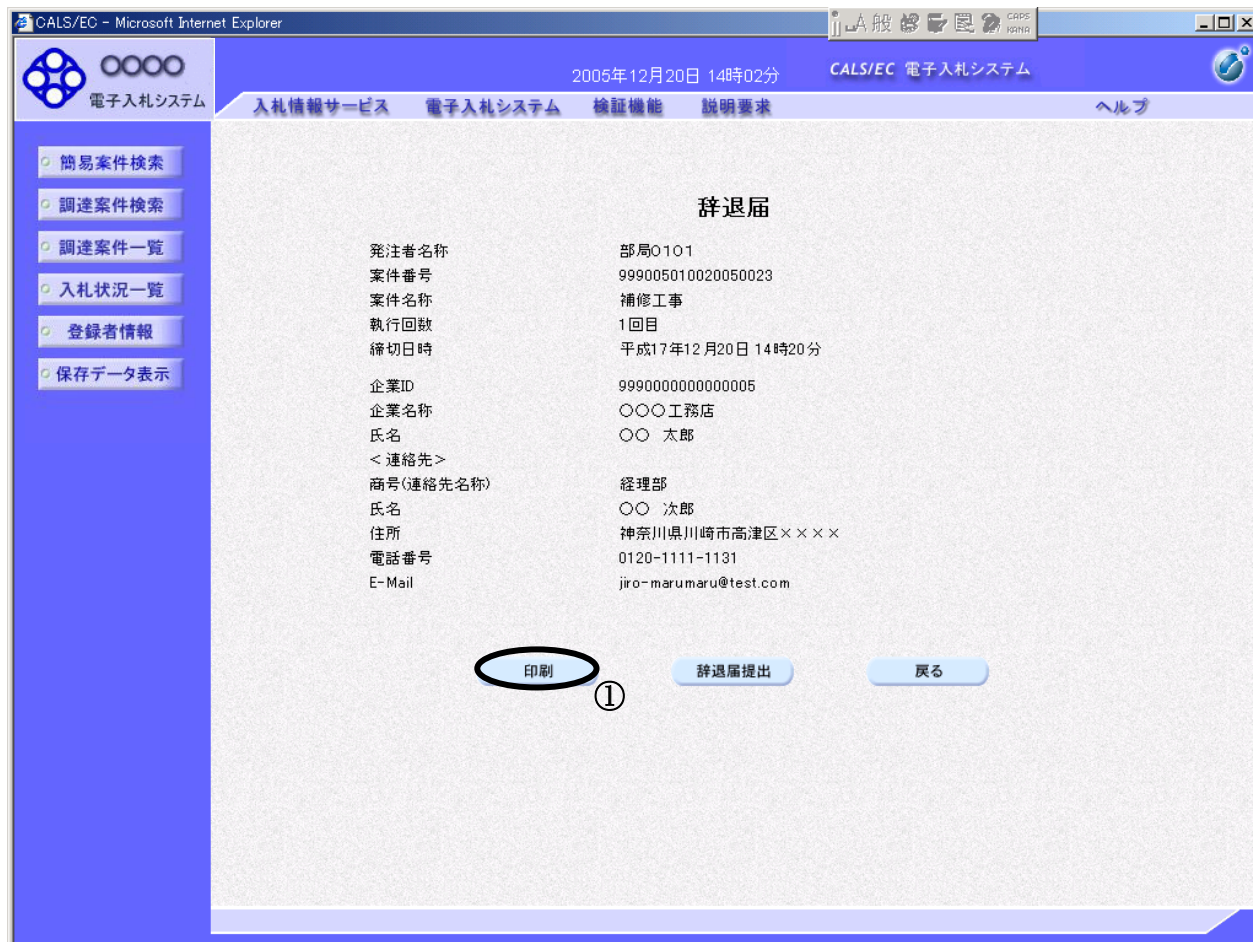 CALS/EC - Microsoft Internet Explorer
A般
CAPS
KANA
○○○○
電子入札システム
2005年12月20日 14時02分
CALS/EC 電子入札システム
入札情報サービス 電子入札システム 検証機能 説明要求 ヘルプ
簡易案件検索
調達案件検索
調達案件一覧
入札状況一覧
登録者情報
保存データ表示
辞退届
発注者名称 部局0101
案件番号 999005010020050023
案件名称 補修工事
執行回数 1回目
締切日時 平成17年12月20日 14時20分
企業ID 9990000000000005
企業名称 ○○○工務店
氏名 ○○ 太郎
<連絡先>
商号(連絡先名称) 経理部
氏名 ○○ 次郎
住所 神奈川県川崎市高津区××××
電話番号 0120-1111-1131
E-Mail jiro-marumaru@test.com
印刷 辞退届提出 戻る
①